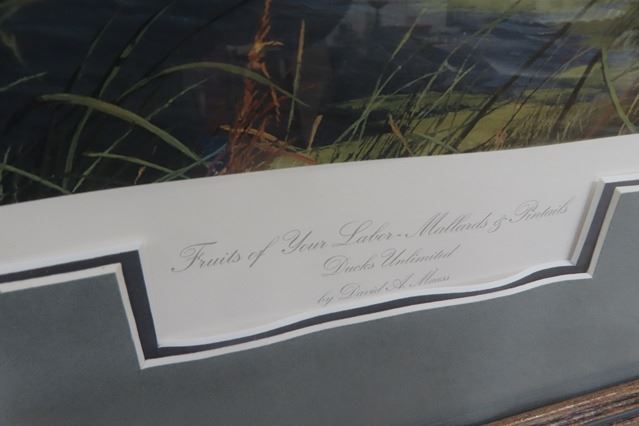 Fruits of Your Labor - Mallards & Pintails
Ducks Unlimited
by David A Maass